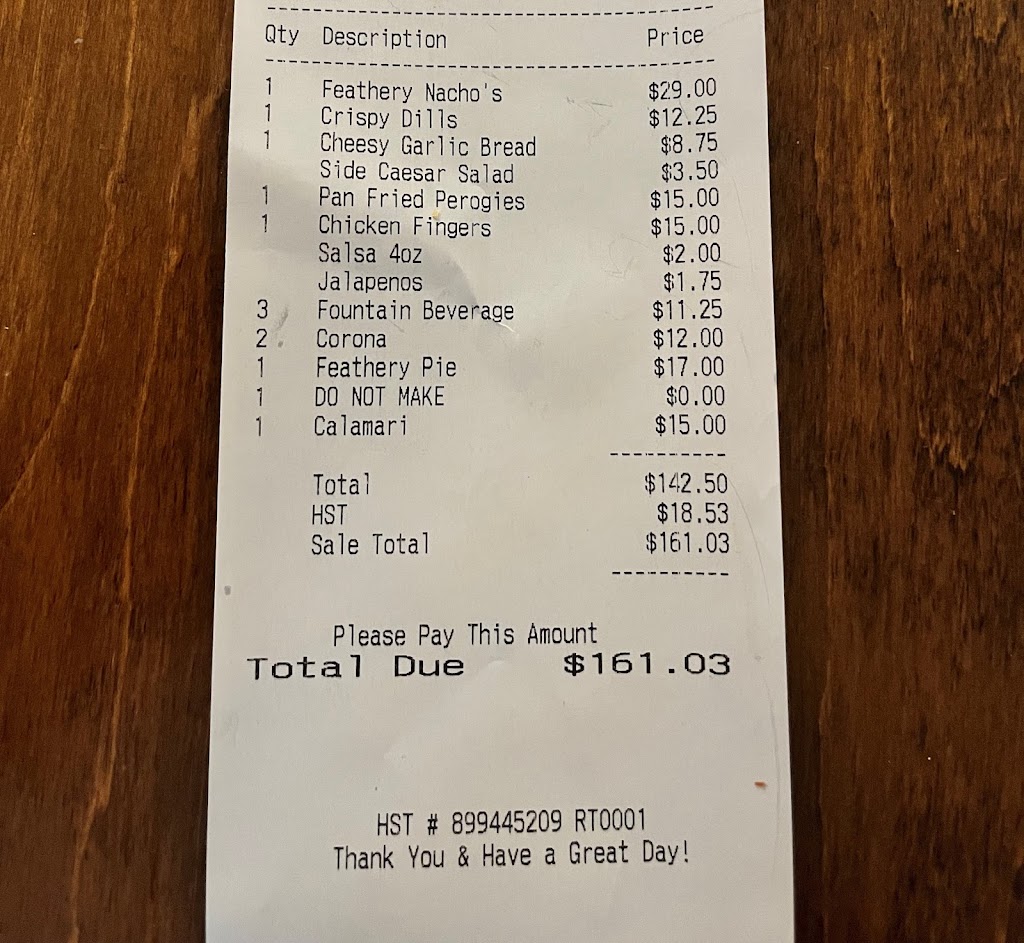 Qty Description Price
1 Feathery Nacho's $29.00
1 Crispy Dills $12.25
1 Cheesy Garlic Bread $8.75
Side Caesar Salad $3.50
1 Pan Fried Perogies $15.00
1 Chicken Fingers $15.00
Salsa 4oz $2.00
Jalapenos $1.75
3 Fountain Beverage $11.25
2 Corona $12.00
1 Feathery Pie $17.00
1 DO NOT MAKE $0.00
1 Calamari $15.00
Total $142.50
HST $18.53
Sale Total $161.03
Please Pay This Amount
Total Due $161.03
HST # 899445209 RT0001
Thank You & Have a Great Day!